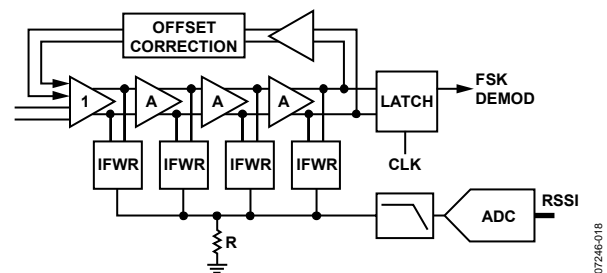 OFFSET
CORRECTION
1
A
A
A
LATCH
FSK
DEMOD
IFWR
IFWR
IFWR
IFWR
CLK
R
ADC
RSSI
07246-018